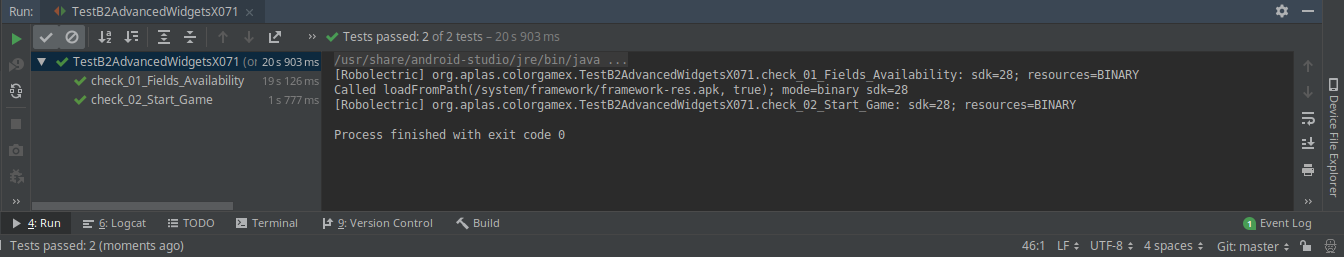 Run: TestB2AdvancedWidgetsX071
Tests passed: 2 of 2 tests – 20 s 903 ms
TestB2AdvancedWidgetsX071 (or 20 s 903 ms
check_01_Fields_Availability 19 s 126 ms
check_02_Start_Game 1 s 777 ms
/usr/share/android-studio/jre/bin/java ...
[Robolectric] org.aplas.colorgamex.TestB2AdvancedWidgetsX071.check_01_Fields_Availability: sdk=28; resources=BINARY
Called loadFromPath(/system/framework/framework-res.apk, true); mode=binary sdk=28
[Robolectric] org.aplas.colorgamex.TestB2AdvancedWidgetsX071.check_02_Start_Game: sdk=28; resources=BINARY
Process finished with exit code 0
Device File Explorer
4: Run 6: Logcat TODO Terminal 9: Version Control Build 1 Event Log
Tests passed: 2 (moments ago) 46:1 LF UTF-8 4 spaces Git: master